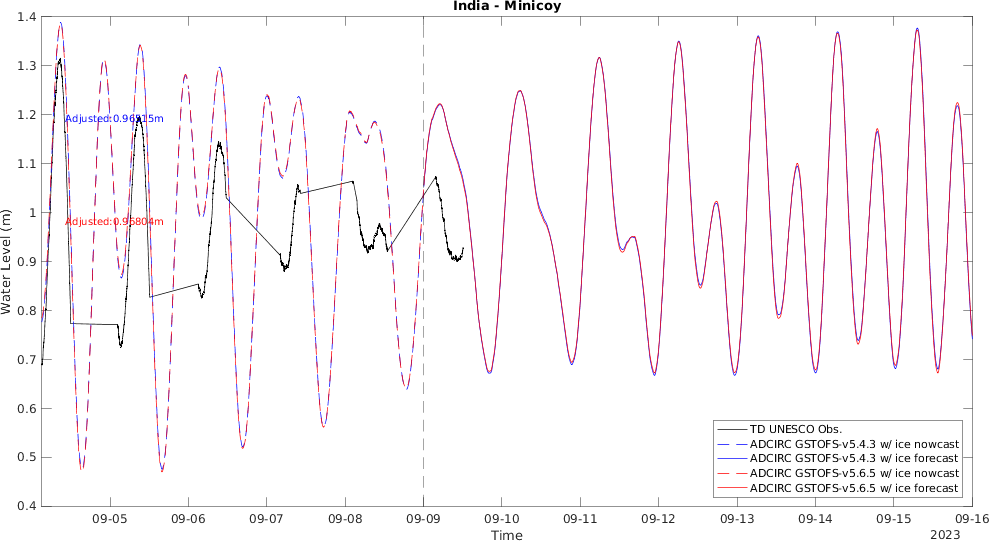 India - Minicoy
1.4
1.3
1.2
1.1
1
0.9
0.8
0.7
0.6
0.5
0.4
Water Level (m)
Adjusted:0.96515m
Adjusted:0.96804m
TD UNESCO Obs.
ADCIRC GSTOFS-v5.4.3 w/ ice nowcast
ADCIRC GSTOFS-v5.4.3 w/ ice forecast
ADCIRC GSTOFS-v5.6.5 w/ ice nowcast
ADCIRC GSTOFS-v5.6.5 w/ ice forecast
09-05 09-06 09-07 09-08 09-09 09-10 09-11 09-12 09-13 09-14 09-15 09-16
Time
2023